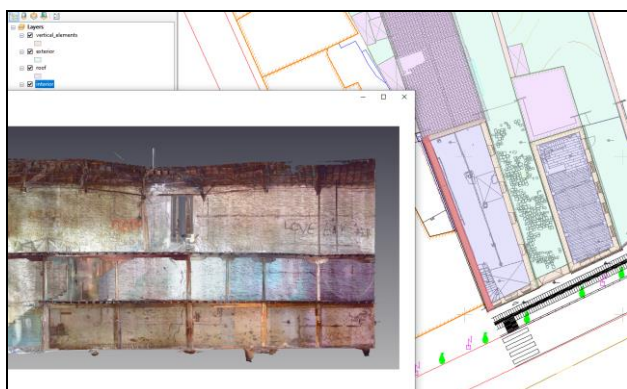 Layers
vertical_elements
exterior
roof
interior
LOVE